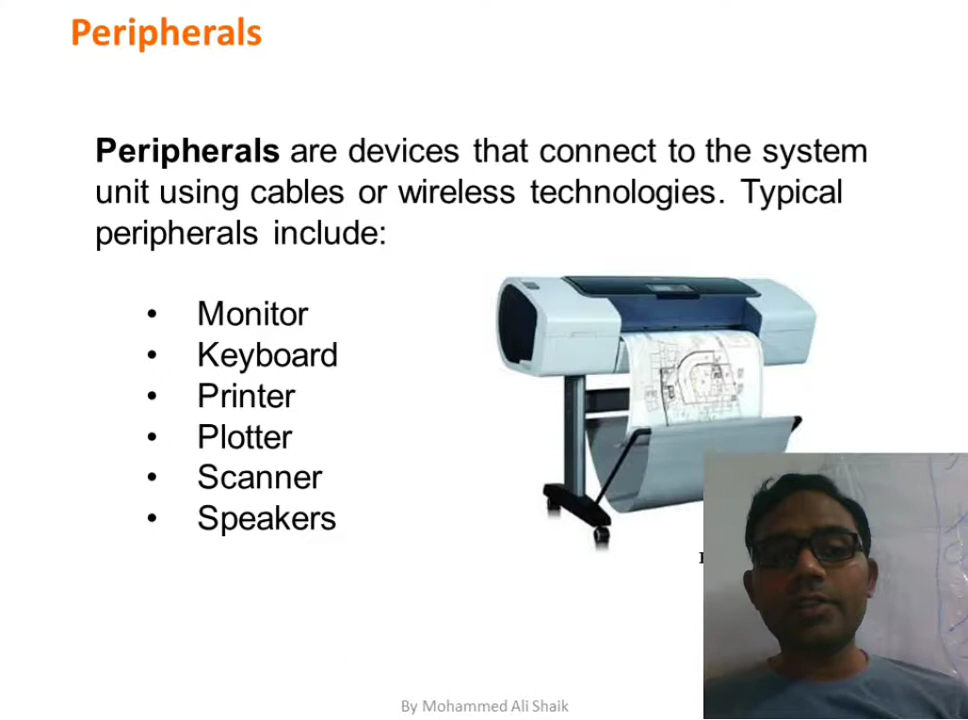 Peripherals
Peripherals are devices that connect to the system
unit using cables or wireless technologies. Typical
peripherals include:
• Monitor
• Keyboard
• Printer
• Plotter
• Scanner
• Speakers
By Mohammed Ali Shaik